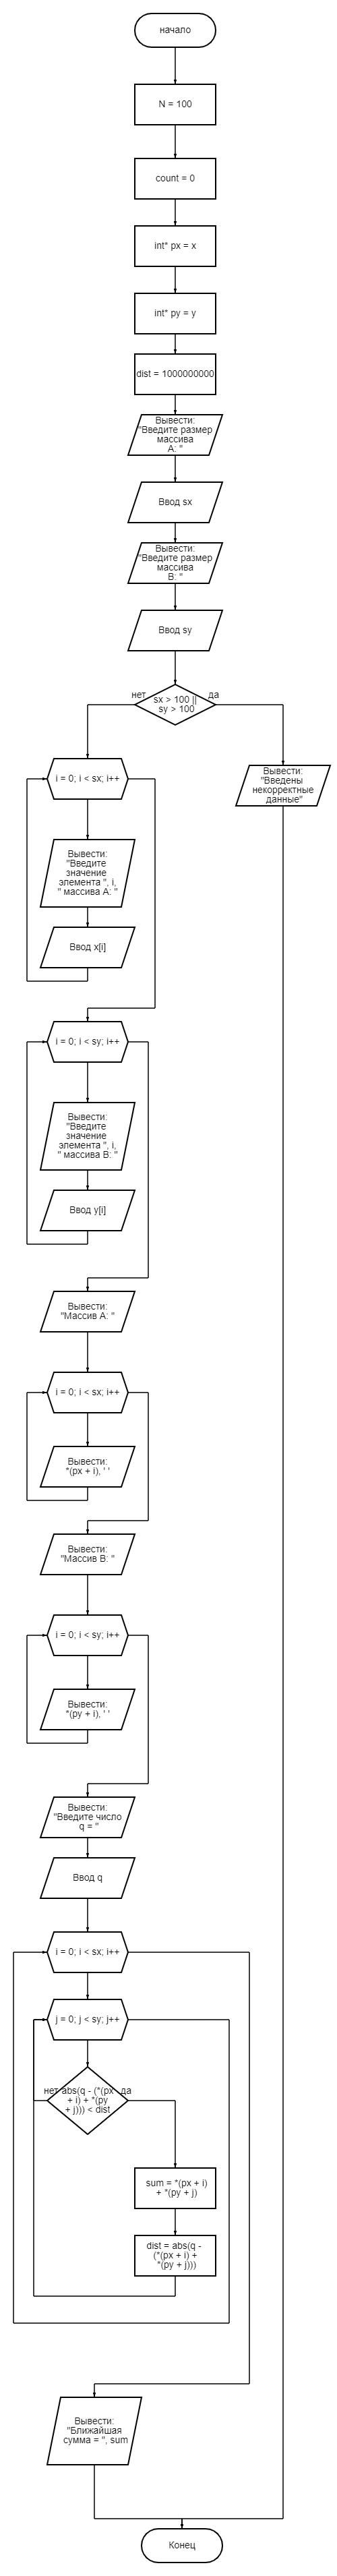 начало
N = 100
count = 0
int* px = x
int* py = y
dist = 1000000000
Вывести:
"Введите размер
массива
A: "
Ввод sx
Вывести:
"Введите размер
массива
B: "
Ввод sy
нет
sx > 100 ||
sy > 100
да
Вывести:
"Введены
некорректные
данные"
i = 0; i < sx; i++
Вывести:
"Введите
значение
элемента ", i,
" массива A: "
Ввод x[i]
i = 0; i < sy; i++
Вывести:
"Введите
значение
элемента ", i,
" массива B: "
Ввод y[i]
Вывести:
"Массив A: "
i = 0; i < sx; i++
Вывести:
*(px + i), ' '
Вывести:
"Массив B: "
i = 0; i < sy; i++
Вывести:
*(py + i), ' '
Вывести:
"Введите число
q = "
Ввод q
i = 0; i < sx; i++
j = 0; j < sy; j++
нет
abs(q - (*(px
+ i) + *(py
+ j))) < dist
да
sum = *(px + i)
+ *(py + j)
dist = abs(q -
(*(px + i) +
*(py + j)))
Вывести:
"Ближайшая
сумма = ", sum
Конец